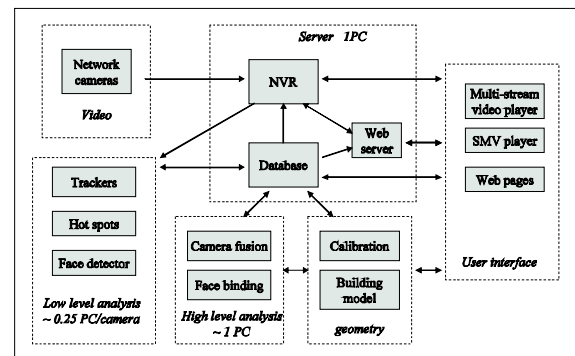 Server 1PC
Network
cameras
Video
NVR
Web
server
Database
Multi-stream
video player
SMV player
Web pages
User interface
Trackers
Hot spots
Face detector
Low level analysis
~ 0.25 PC/camera
Camera fusion
Face binding
High level analysis
~ 1 PC
Calibration
Building
model
geometry